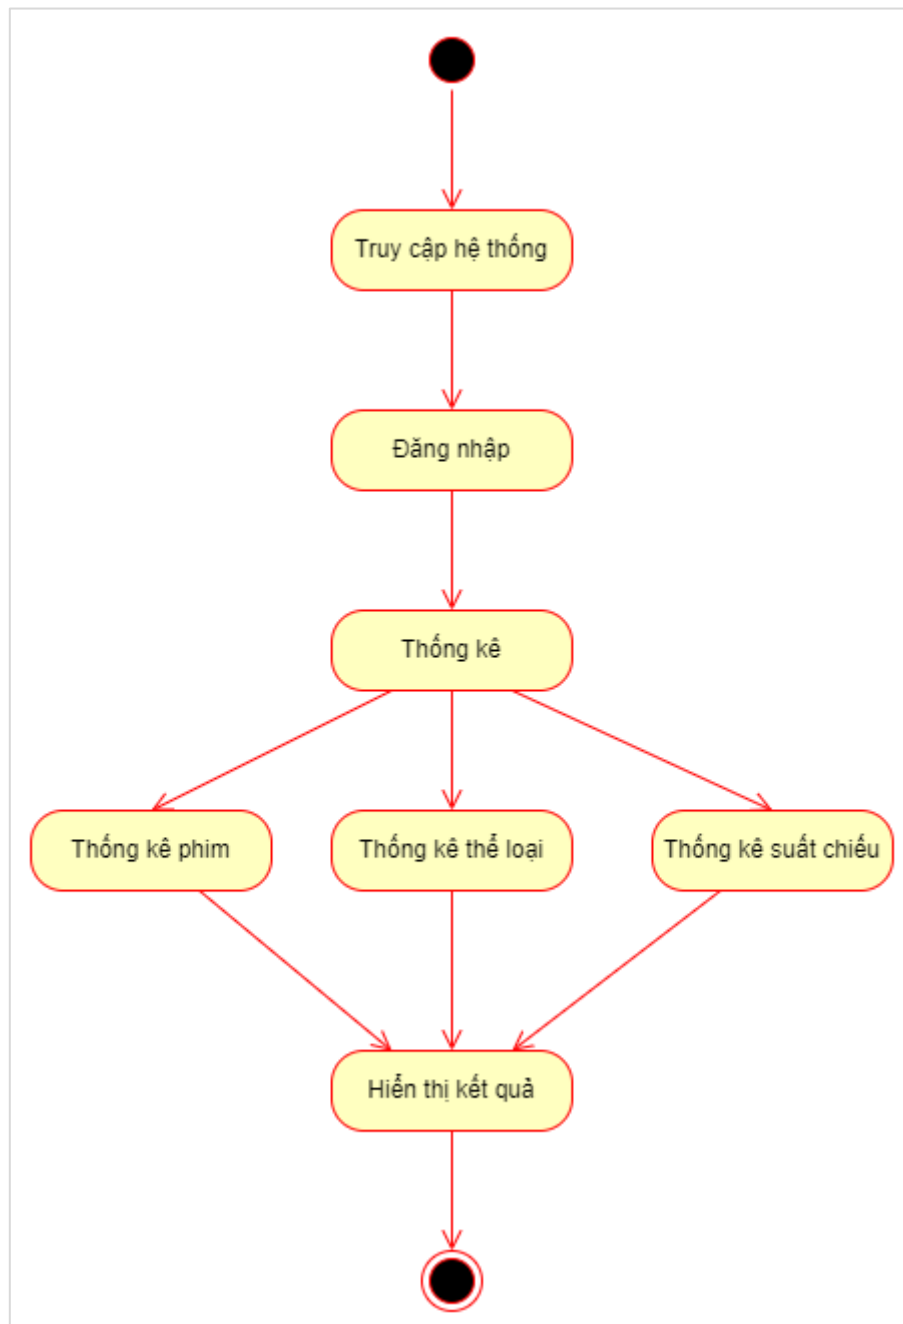 Truy cập hệ thống
Đăng nhập
Thống kê
Thống kê phim
Thống kê thể loại
Thống kê suất chiếu
Hiển thị kết quả